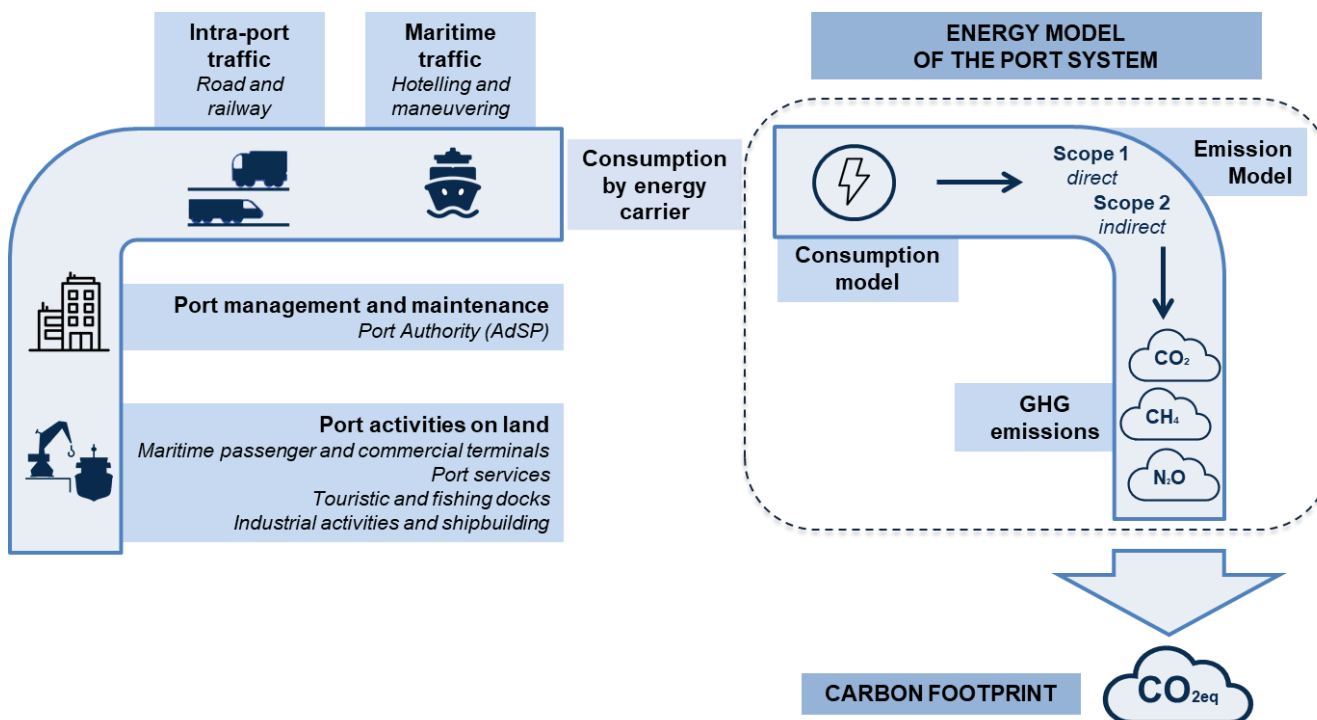 Intra-port
traffic
Road and
railway
Maritime
traffic
Hotelling and
maneuvering
Consumption
by energy
carrier
Port management and maintenance
Port Authority (AdSP)
Port activities on land
Maritime passenger and commercial terminals
Port services
Touristic and fishing docks
Industrial activities and shipbuilding
ENERGY MODEL
OF THE PORT SYSTEM
Consumption
model
Scope 1
direct
Scope 2
indirect
Emission
Model
GHG
emissions
CO₂
CH₄
N₂O
CARBON FOOTPRINT
CO₂eq